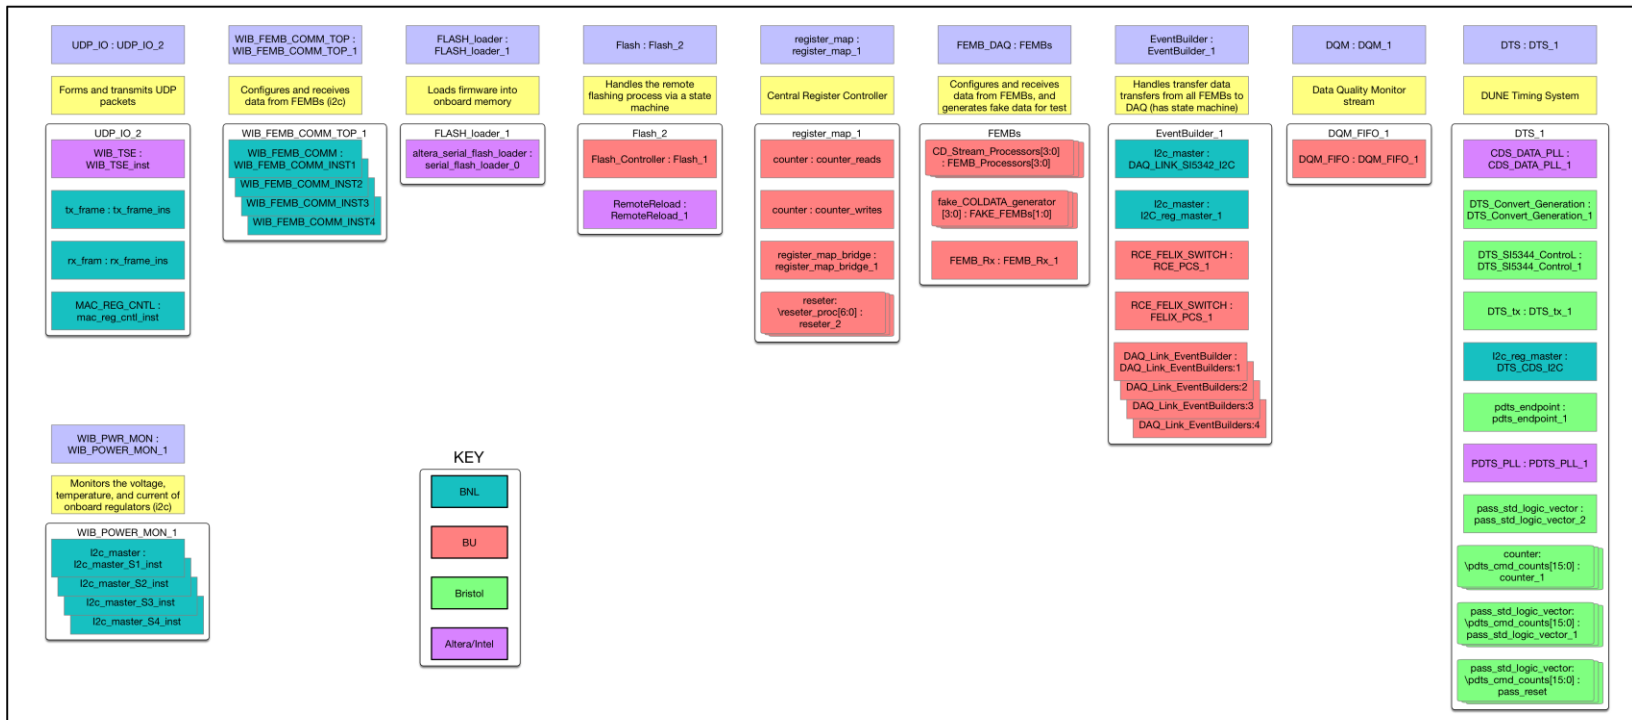 UDP_IO : UDP_IO_2
Forms and transmits UDP
packets
UDP_IO_2
WIB_TSE :
WIB_TSE_inst
tx_frame : tx_frame_ins
rx_fram : rx_frame_ins
MAC_REG_CNTL :
mac_reg_cntl_inst
WIB_FEMB_COMM_TOP :
WIB_FEMB_COMM_TOP_1
Configures and receives
data from FEMBs (i2c)
WIB_FEMB_COMM_TOP_1
WIB_FEMB_COMM :
WIB_FEMB_COMM_INST1
WIB_FEMB_COMM_INST2
WIB_FEMB_COMM_INST3
WIB_FEMB_COMM_INST4
FLASH_loader :
FLASH_loader_1
Loads firmware into
onboard memory
FLASH_loader_1
altera_serial_flash_loader :
serial_flash_loader_0
Flash : Flash_2
Handles the remote
flashing process via a state
machine
Flash_2
Flash_Controller : Flash_1
RemoteReload :
RemoteReload_1
register_map :
register_map_1
Central Register Controller
register_map_1
counter : counter_reads
counter : counter_writes
register_map_bridge :
register_map_bridge_1
reseter:
\reseter_proc[6:0] :
reseter_2
FEMB_DAQ : FEMBs
Configures and receives
data from FEMBs, and
generates fake data for test
FEMBs
CD_Stream_Processors[3:0]
: FEMB_Processors[3:0]
fake_COLDATA_generator
[3:0] : FAKE_FEMBs[1:0]
FEMB_Rx : FEMB_Rx_1
EventBuilder :
EventBuilder_1
Handles transfer data
transfers from all FEMBs to
DAQ (has state machine)
EventBuilder_1
I2c_master :
DAQ_LINK_SI5342_I2C
I2c_master :
I2C_reg_master_1
RCE_FELIX_SWITCH :
RCE_PCS_1
RCE_FELIX_SWITCH :
FELIX_PCS_1
DAQ_Link_EventBuilder :
DAQ_Link_EventBuilders:1
DAQ_Link_EventBuilders:2
DAQ_Link_EventBuilders:3
DAQ_Link_EventBuilders:4
DQM : DQM_1
Data Quality Monitor
stream
DQM_FIFO_1
DQM_FIFO : DQM_FIFO_1
DTS : DTS_1
DUNE Timing System
DTS_1
CDS_DATA_PLL :
CDS_DATA_PLL_1
DTS_Convert_Generation :
DTS_Convert_Generation_1
DTS_SI5344_ControL :
DTS_SI5344_Control_1
DTS_tx : DTS_tx_1
I2c_reg_master :
DTS_CDS_I2C
pdts_endpoint :
pdts_endpoint_1
PDTS_PLL : PDTS_PLL_1
pass_std_logic_vector :
pass_std_logic_vector_2
counter:
\pdts_cmd_counts[15:0] :
counter_1
pass_std_logic_vector:
\pdts_cmd_counts[15:0] :
pass_std_logic_vector_1
pass_std_logic_vector:
\pdts_cmd_counts[15:0] :
pass_reset
WIB_PWR_MON :
WIB_POWER_MON_1
Monitors the voltage,
temperature, and current of
onboard regulators (i2c)
WIB_POWER_MON_1
I2c_master :
I2c_master_S1_inst
I2c_master_S2_inst
I2c_master_S3_inst
I2c_master_S4_inst
KEY
BNL
BU
Bristol
Altera/Intel